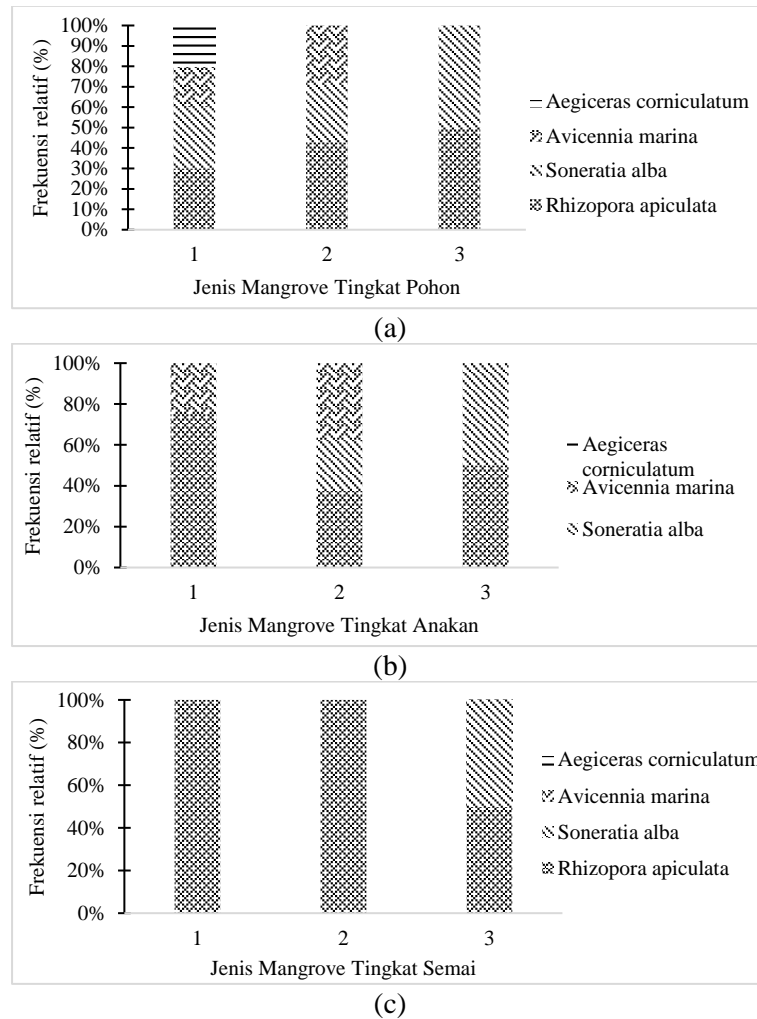 100%
90%
80%
70%
60%
50%
40%
30%
20%
10%
0%
Frekuensi relatif (%)
1 2 3
Jenis Mangrove Tingkat Pohon
Aegiceras corniculatum
Avicennia marina
Soneratia alba
Rhizopora apiculata
(a)
100%
80%
60%
40%
20%
0%
Frekuensi relatif (%)
1 2 3
Jenis Mangrove Tingkat Anakan
Aegiceras
corniculatum
Avicennia marina
Soneratia alba
(b)
100%
80%
60%
40%
20%
0%
Frekuensi relatif (%)
1 2 3
Jenis Mangrove Tingkat Semai
Aegiceras corniculatum
Avicennia marina
Soneratia alba
Rhizopora apiculata
(c)